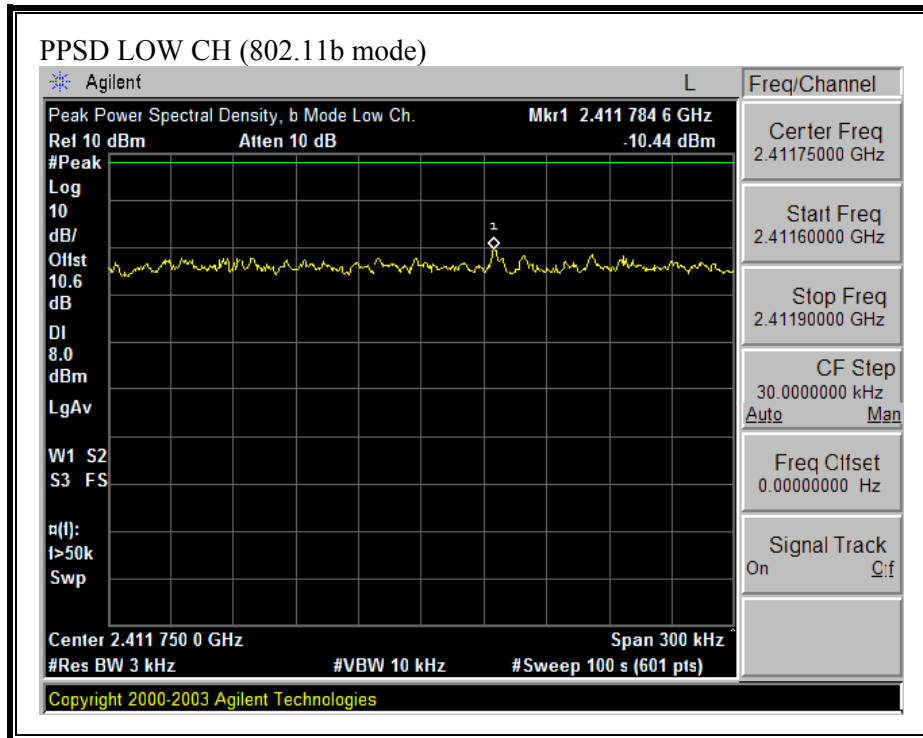 PPSD LOW CH (802.11b mode)
Agilent L
Peak Power Spectral Density, b Mode Low Ch. Mkr1 2.411 784 6 GHz
Ref 10 dBm Atten 10 dB -10.44 dBm
#Peak
Log
10
dB/
Offst
10.6
dB
DI
8.0
dBm
LgAv
W1 S2
S3 FS
¤(f):
f>50k
Swp
1
Center 2.411 750 0 GHz Span 300 kHz
#Res BW 3 kHz #VBW 10 kHz #Sweep 100 s (601 pts)
Copyright 2000-2003 Agilent Technologies
Freq/Channel
Center Freq
2.41175000 GHz
Start Freq
2.41160000 GHz
Stop Freq
2.41190000 GHz
CF Step
30.0000000 kHz
Auto Man
Freq Offset
0.00000000 Hz
Signal Track
On Off